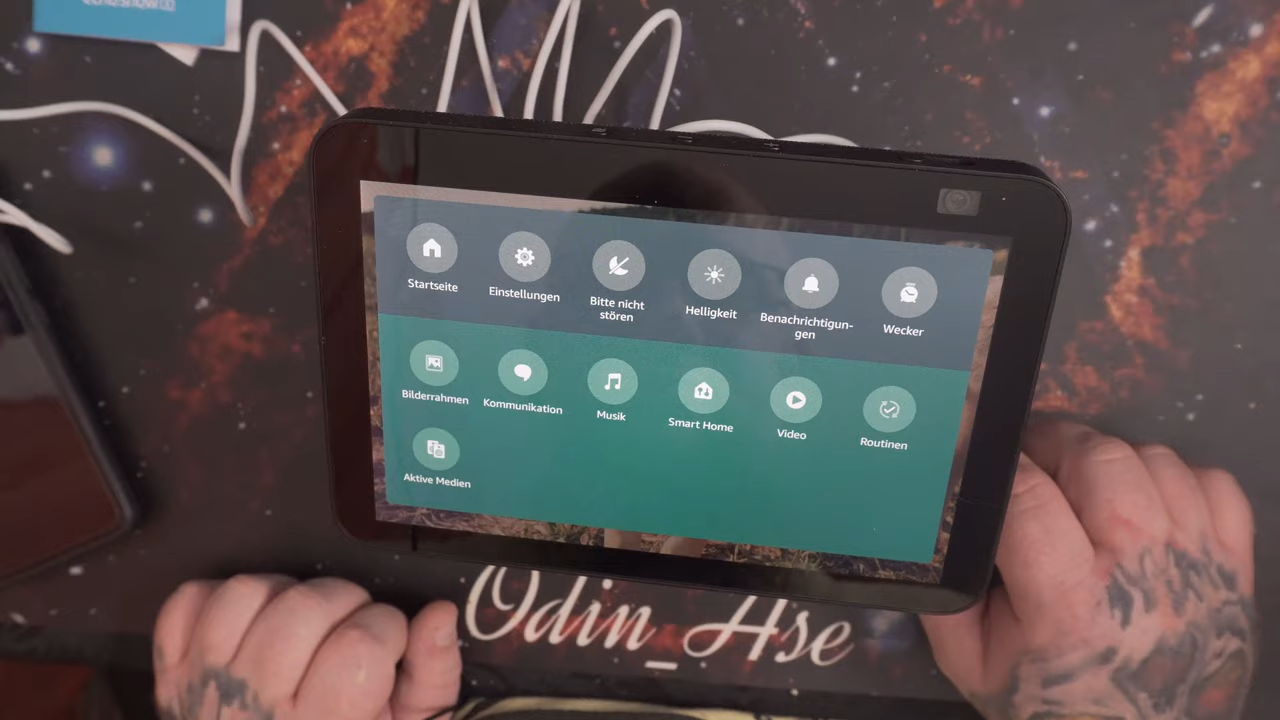 Startseite
Einstellungen
Bitte nicht
stören
Helligkeit
Benachrichtigun-
gen
Wecker
Bilderrahmen
Kommunikation
Musik
Smart Home
Video
Routinen
Aktive Medien
Odin_Hse